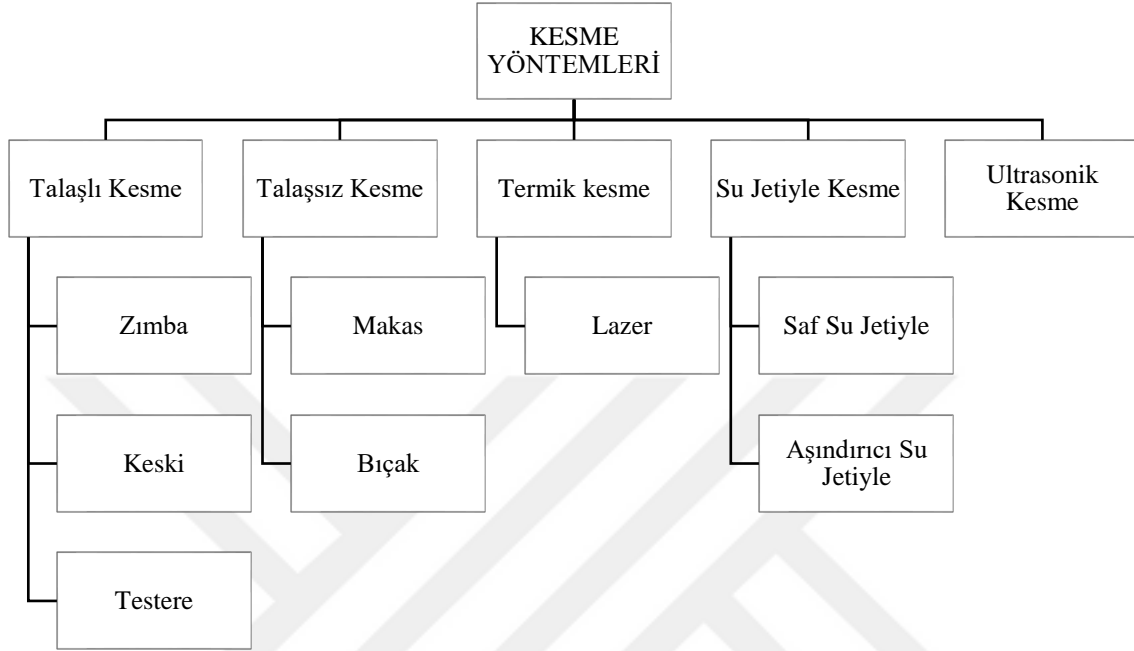 KESME
YÖNTEMLERİ
Talaşlı Kesme
Talaşsız Kesme
Termik kesme
Su Jetiyle Kesme
Ultrasonik
Kesme
Zımba
Makas
Lazer
Saf Su Jetiyle
Keski
Bıçak
Aşındırıcı Su
Jetiyle
Testere